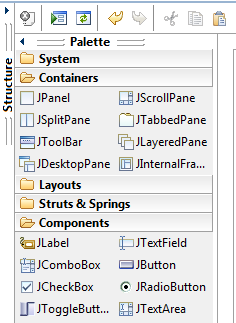 Structure
Palette
System
Containers
JPanel JScrollPane
JSplitPane JTabbedPane
JToolBar JLayeredPane
JDesktopPane JInternalFra...
Layouts
Struts & Springs
Components
JLabel JTextField
JComboBox JButton
JCheckBox JRadioButton
JToggleButt... JTextArea